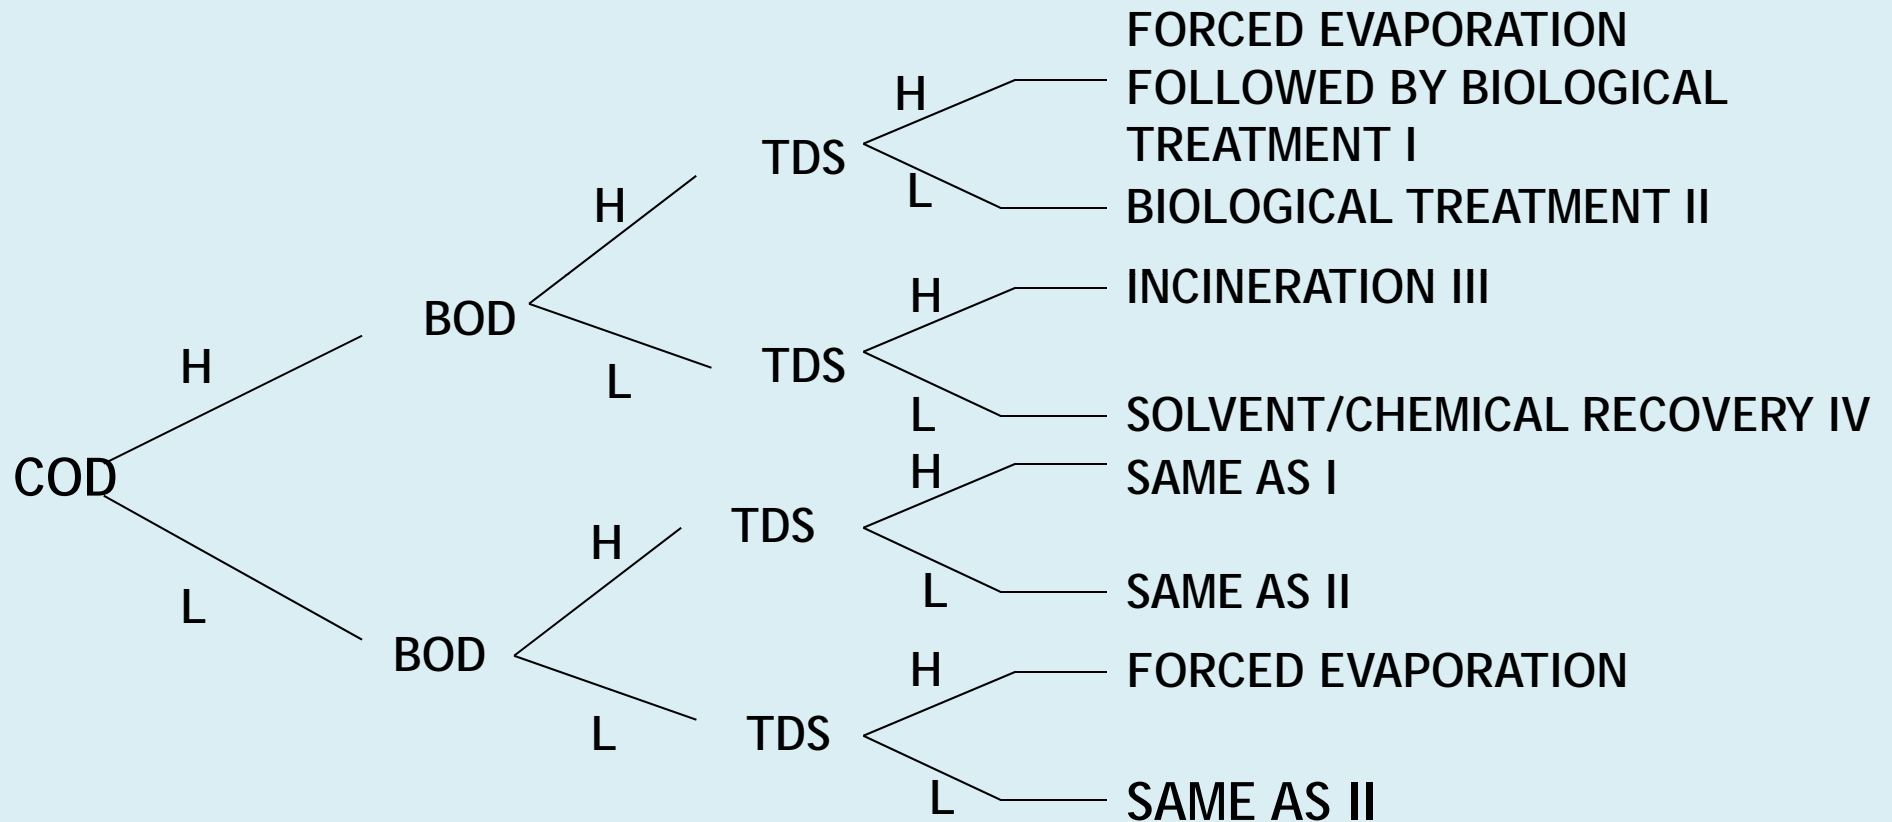 FORCED EVAPORATION
FOLLOWED BY BIOLOGICAL
TREATMENT I
H
TDS
L
BIOLOGICAL TREATMENT II
H
BOD
L
H
INCINERATION III
TDS
L
SOLVENT/CHEMICAL RECOVERY IV
H
COD
L
H
SAME AS I
TDS
H
L
SAME AS II
BOD
L
H
FORCED EVAPORATION
TDS
L
SAME AS II